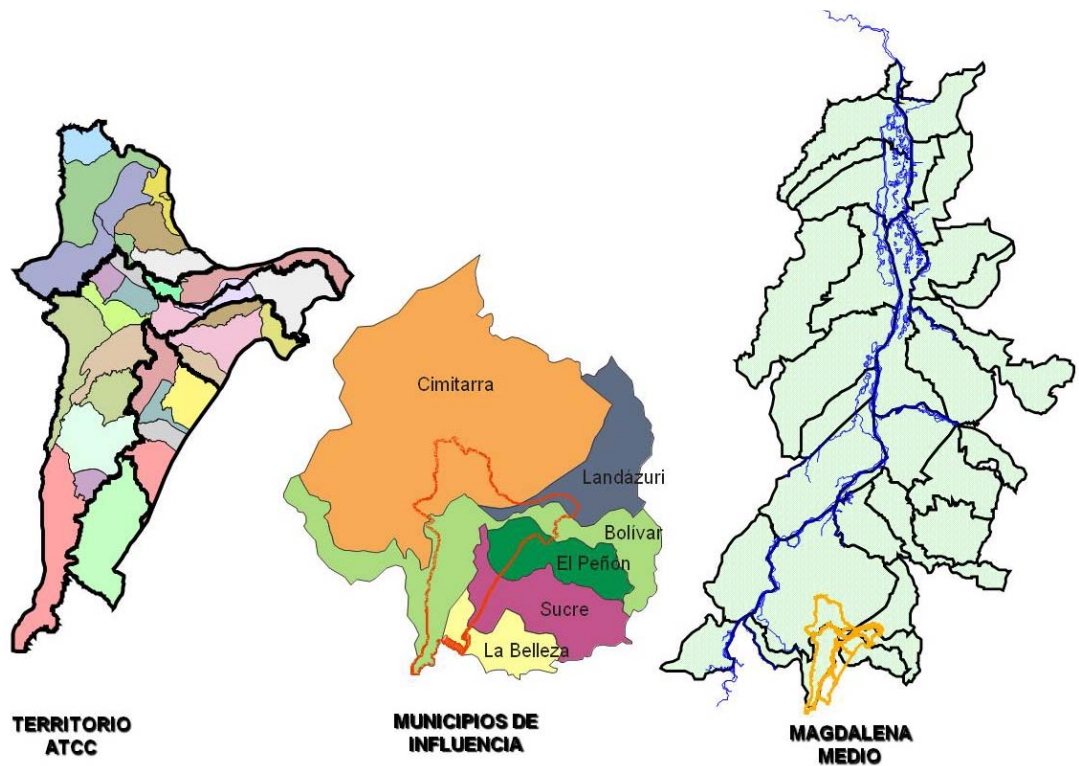 Cimitarra
Landázuri
Bolívar
El Peñón
Sucre
La Belleza
TERRITORIO
ATCC
MUNICIPIOS DE
INFLUENCIA
MAGDALENA
MEDIO